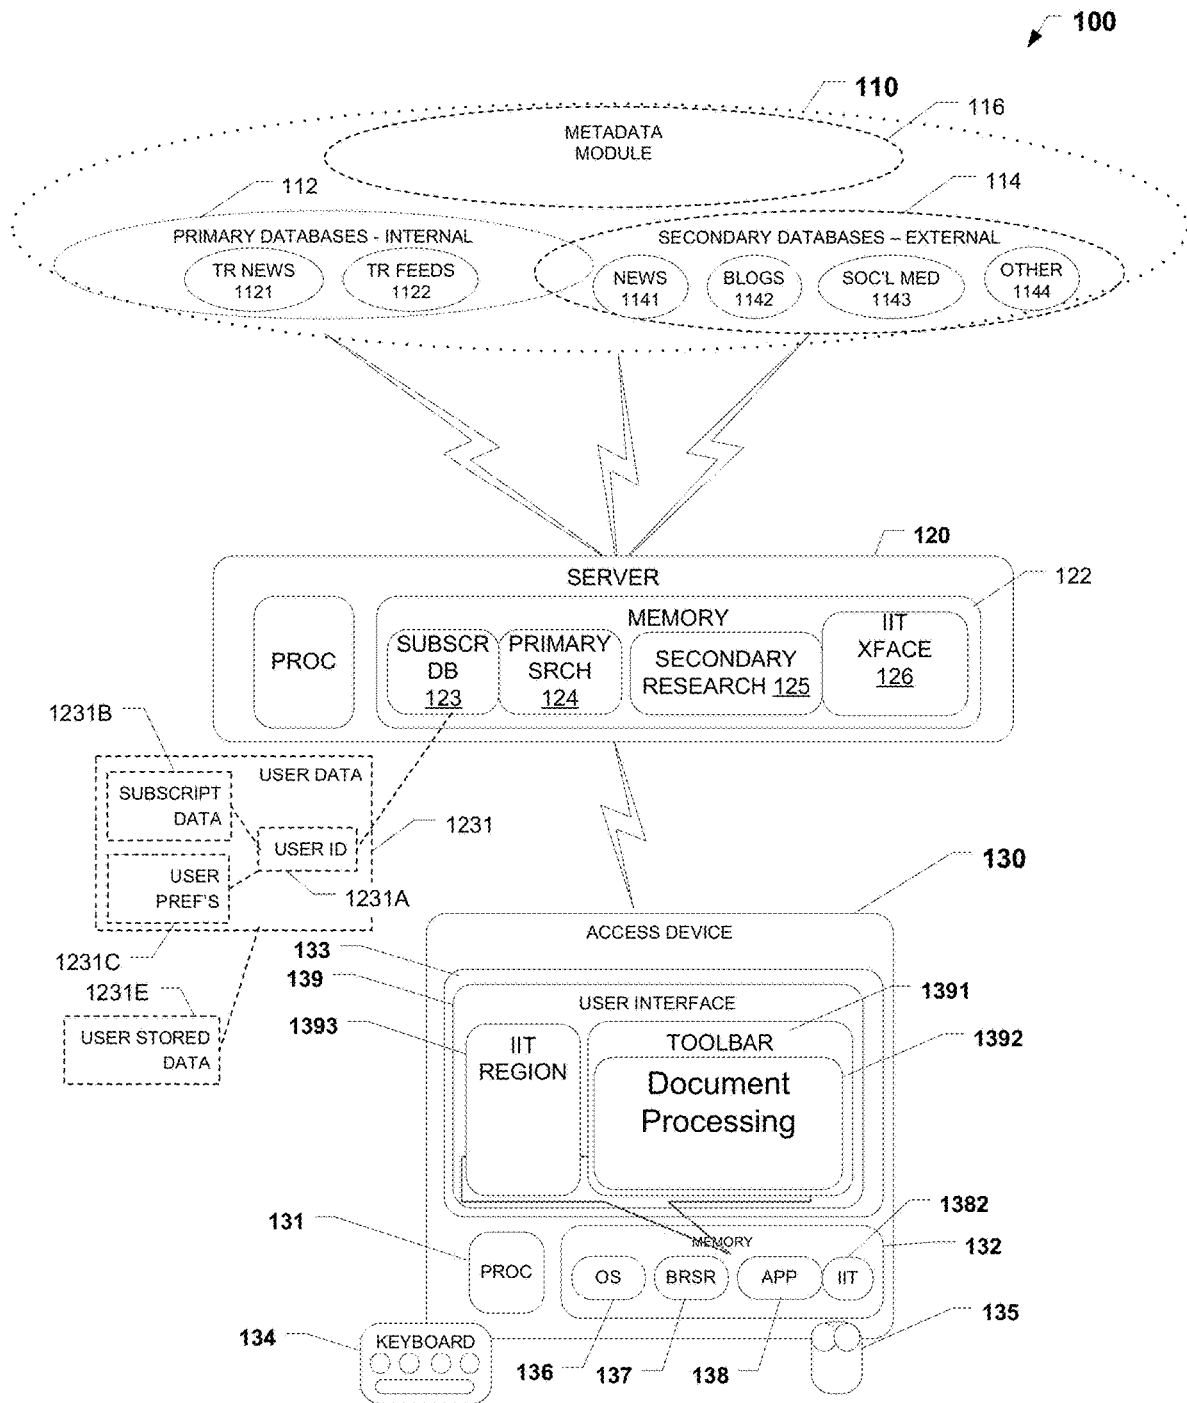 100
110
116
METADATA
MODULE
112
114
PRIMARY DATABASES - INTERNAL
SECONDARY DATABASES – EXTERNAL
TR NEWS
1121
TR FEEDS
1122
NEWS
1141
BLOGS
1142
SOC'L MED
1143
OTHER
1144
120
SERVER
122
MEMORY
PROC
SUBSCR
DB
123
PRIMARY
SRCH
124
SECONDARY
RESEARCH 125
IIT
XFACE
126
1231B
USER DATA
SUBSCRIPT
DATA
USER ID
1231
USER
PREF'S
1231A
1231C
1231E
USER STORED
DATA
130
ACCESS DEVICE
133
139
USER INTERFACE
1391
1393
IIT
REGION
TOOLBAR
1392
Document
Processing
1382
131
MEMORY
132
PROC
OS
BRSR
APP
IIT
135
134
KEYBOARD
136
137
138